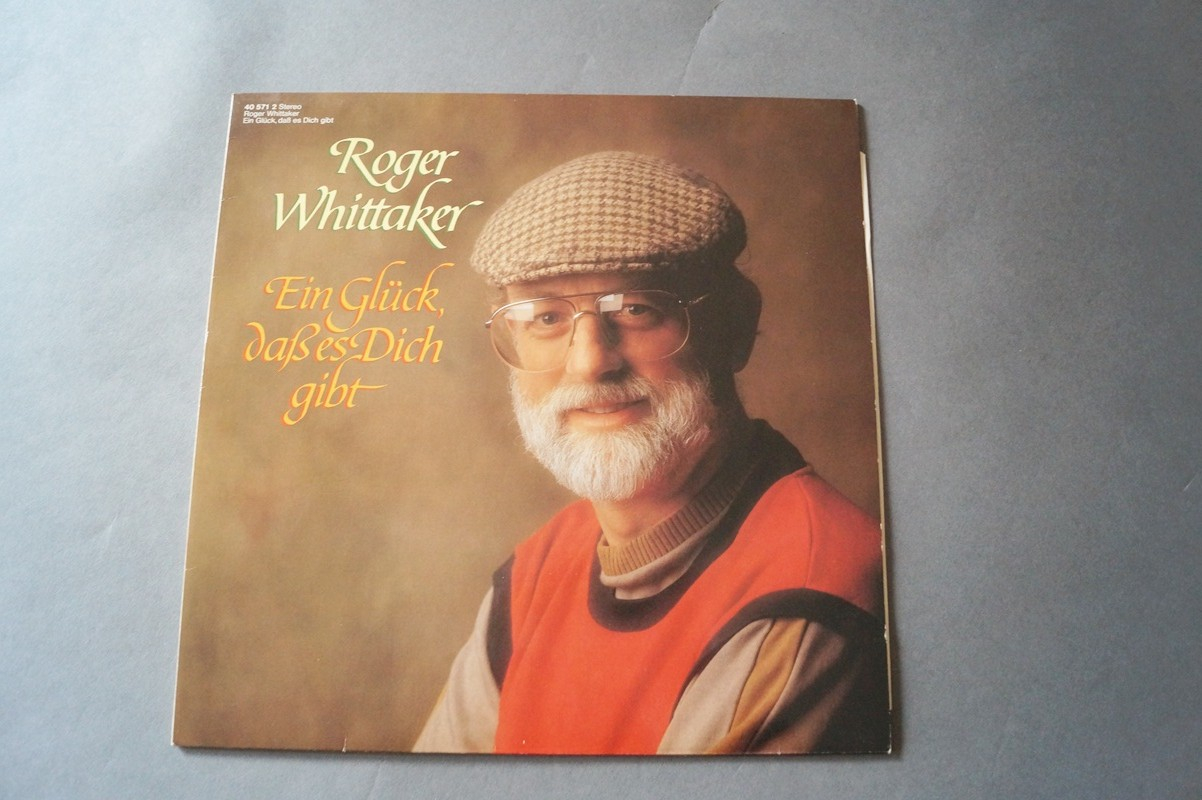 40 571 2 Stereo
Roger Whittaker
Ein Glück, daß es Dich gibt
Roger
Whittaker
Ein Glück,
daß es Dich
gibt